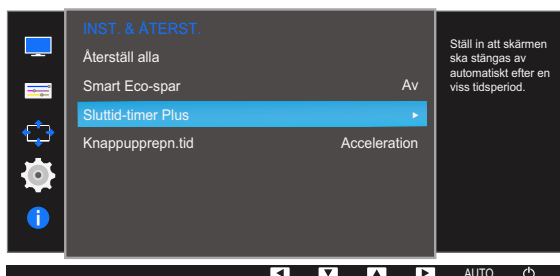 INST. & ÅTERST.
Återställ alla
Smart Eco-spar Av
Sluttid-timer Plus
Knappupprepn.tid Acceleration
Ställ in att skärmen
ska stängas av
automatiskt efter en
viss tidsperiod.
AUTO